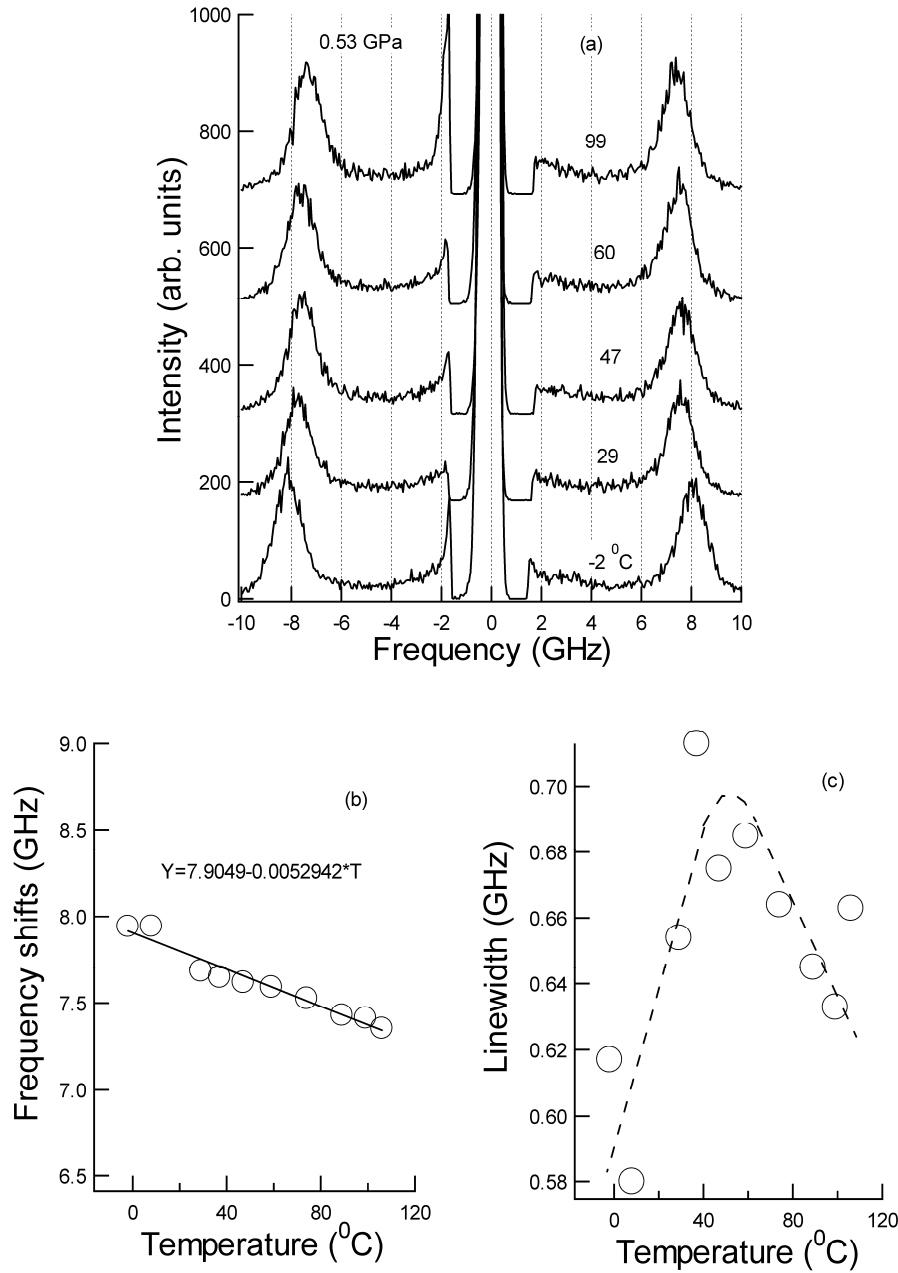 1000
0.53 GPa
(a)
800
99
600
60
400
47
200
29
-2 ⁰C
0
Intensity (arb. units)
-10 -8 -6 -4 -2 0 2 4 6 8 10
Frequency (GHz)
9.0
(b)
8.5
Y=7.9049-0.0052942*T
8.0
7.5
7.0
6.5
Frequency shifts (GHz)
0 40 80 120
Temperature (⁰C)
(c)
0.70
0.68
0.66
0.64
0.62
0.60
0.58
Linewidth (GHz)
0 40 80 120
Temperature (⁰C)